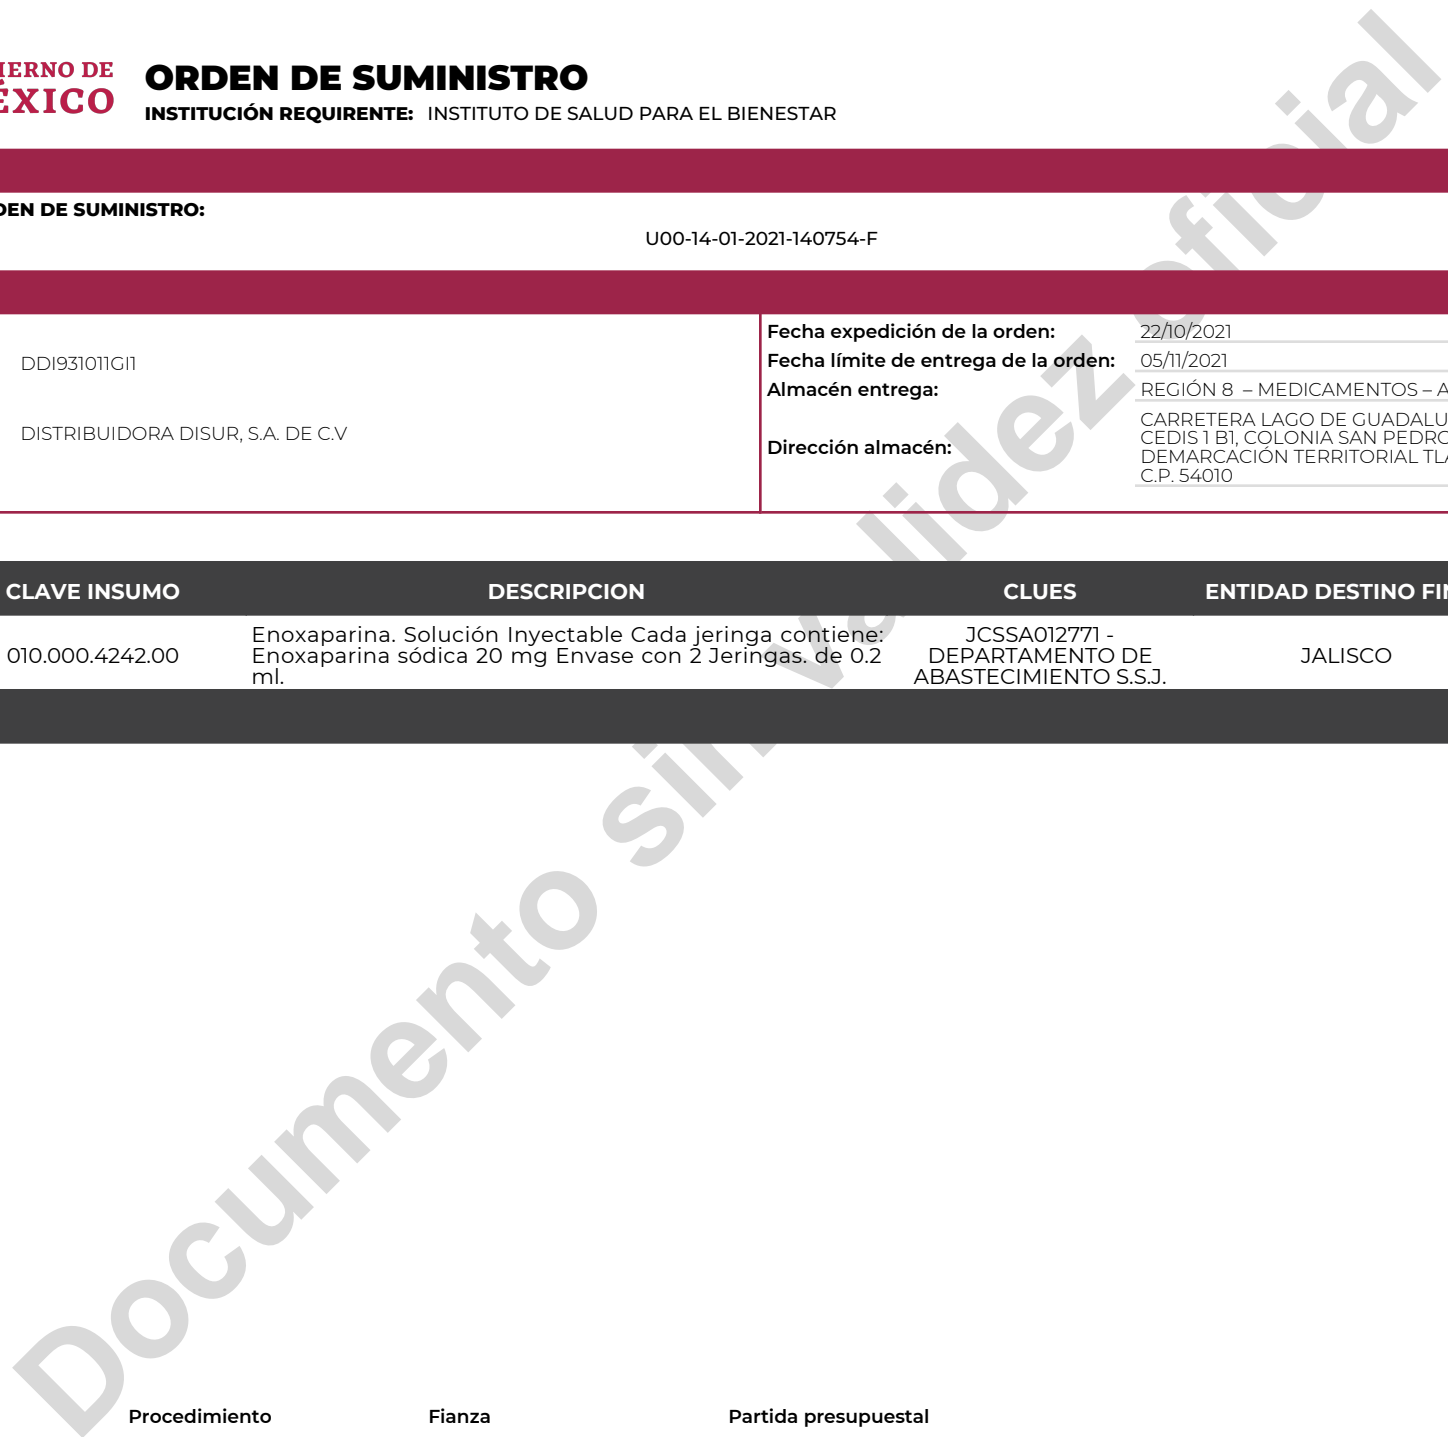 IERNO DE
ÉXICO
ORDEN DE SUMINISTRO
INSTITUCIÓN REQUIRENTE: INSTITUTO DE SALUD PARA EL BIENESTAR
DEN DE SUMINISTRO:
U00-14-01-2021-140754-F
DDI931011GI1
DISTRIBUIDORA DISUR, S.A. DE C.V
Fecha expedición de la orden: 22/10/2021
Fecha límite de entrega de la orden: 05/11/2021
Almacén entrega: REGIÓN 8 – MEDICAMENTOS – A
Dirección almacén:
CARRETERA LAGO DE GUADALU
CEDIS 1 B1, COLONIA SAN PEDRO
DEMARCACIÓN TERRITORIAL TLA
C.P. 54010
CLAVE INSUMO DESCRIPCION CLUES ENTIDAD DESTINO FIN
010.000.4242.00
Enoxaparina. Solución Inyectable Cada jeringa contiene:
Enoxaparina sódica 20 mg Envase con 2 Jeringas. de 0.2
ml.
JCSSA012771 -
DEPARTAMENTO DE
ABASTECIMIENTO S.S.J.
JALISCO
Documento sin validez oficial
Procedimiento Fianza Partida presupuestal